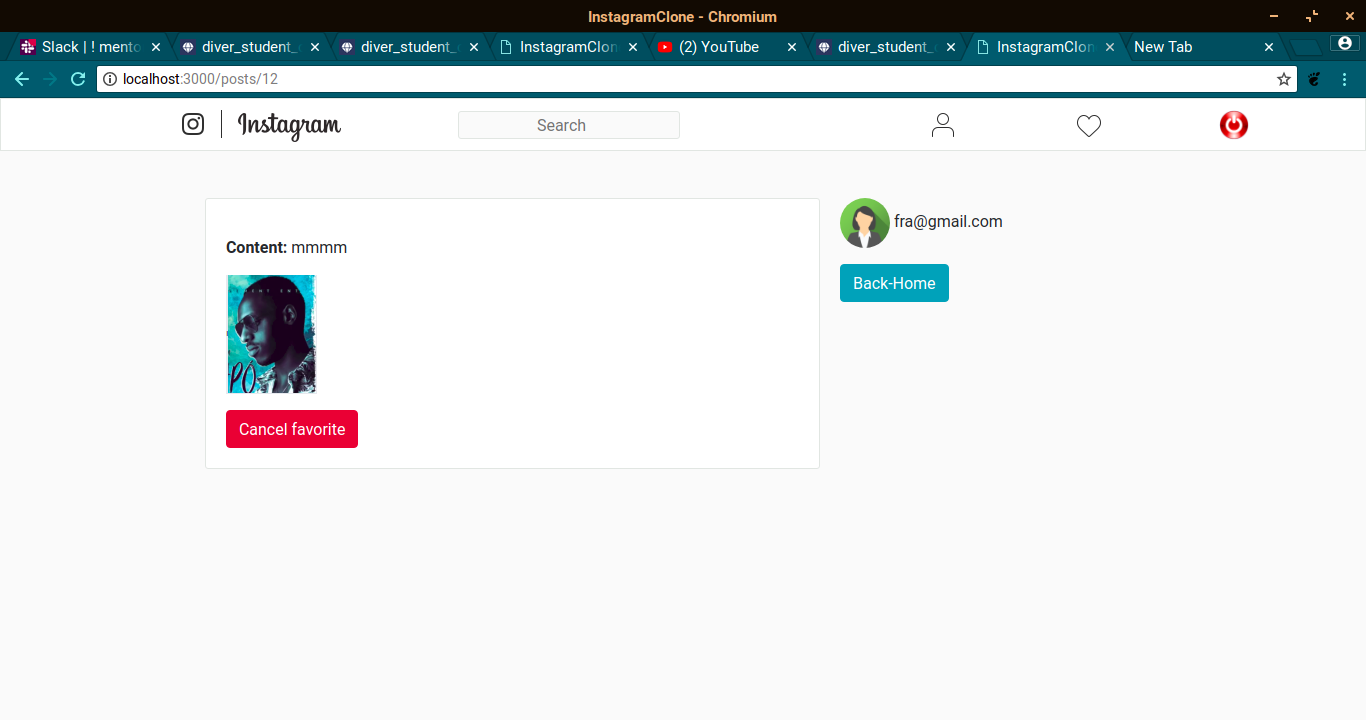 InstagramClone - Chromium
Slack | ! mento
diver_student_
diver_student_
InstagramClon
(2) YouTube
diver_student_
InstagramClon
New Tab
localhost:3000/posts/12
Instagram
Search
fra@gmail.com
Content: mmmm
Back-Home
PO
Cancel favorite